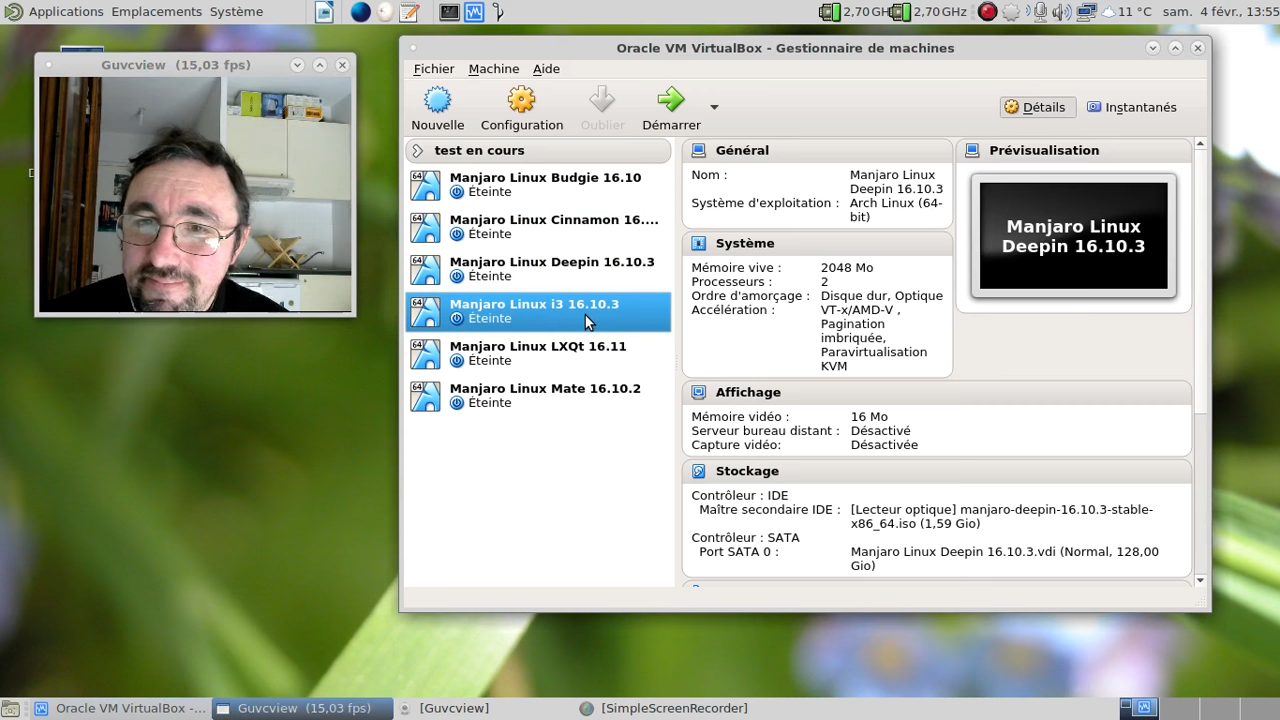 Applications Emplacements Système
2,70 GH 2,70 GHz 11 °C sam. 4 févr., 13:55
Guvcview (15,03 fps)
Oracle VM VirtualBox - Gestionnaire de machines
Fichier Machine Aide
Nouvelle Configuration Oublier Démarrer
Détails Instantanés
test en cours
64 Manjaro Linux Budgie 16.10
Éteinte
64 Manjaro Linux Cinnamon 16....
Éteinte
64 Manjaro Linux Deepin 16.10.3
Éteinte
64 Manjaro Linux i3 16.10.3
Éteinte
64 Manjaro Linux LXQt 16.11
Éteinte
64 Manjaro Linux Mate 16.10.2
Éteinte
Général
Nom : Manjaro Linux
Deepin 16.10.3
Système d'exploitation : Arch Linux (64-
bit)
Système
Mémoire vive : 2048 Mo
Processeurs : 2
Ordre d'amorçage : Disque dur, Optique
Accélération : VT-x/AMD-V ,
Pagination
imbriquée,
Paravirtualisation
KVM
Prévisualisation
Manjaro Linux
Deepin 16.10.3
Affichage
Mémoire vidéo : 16 Mo
Serveur bureau distant : Désactivé
Capture vidéo: Désactivée
Stockage
Contrôleur : IDE
Maître secondaire IDE : [Lecteur optique] manjaro-deepin-16.10.3-stable-
x86_64.iso (1,59 Gio)
Contrôleur : SATA
Port SATA 0 : Manjaro Linux Deepin 16.10.3.vdi (Normal, 128,00
Gio)
Oracle VM VirtualBox -... Guvcview (15,03 fps) [Guvcview] [SimpleScreenRecorder]